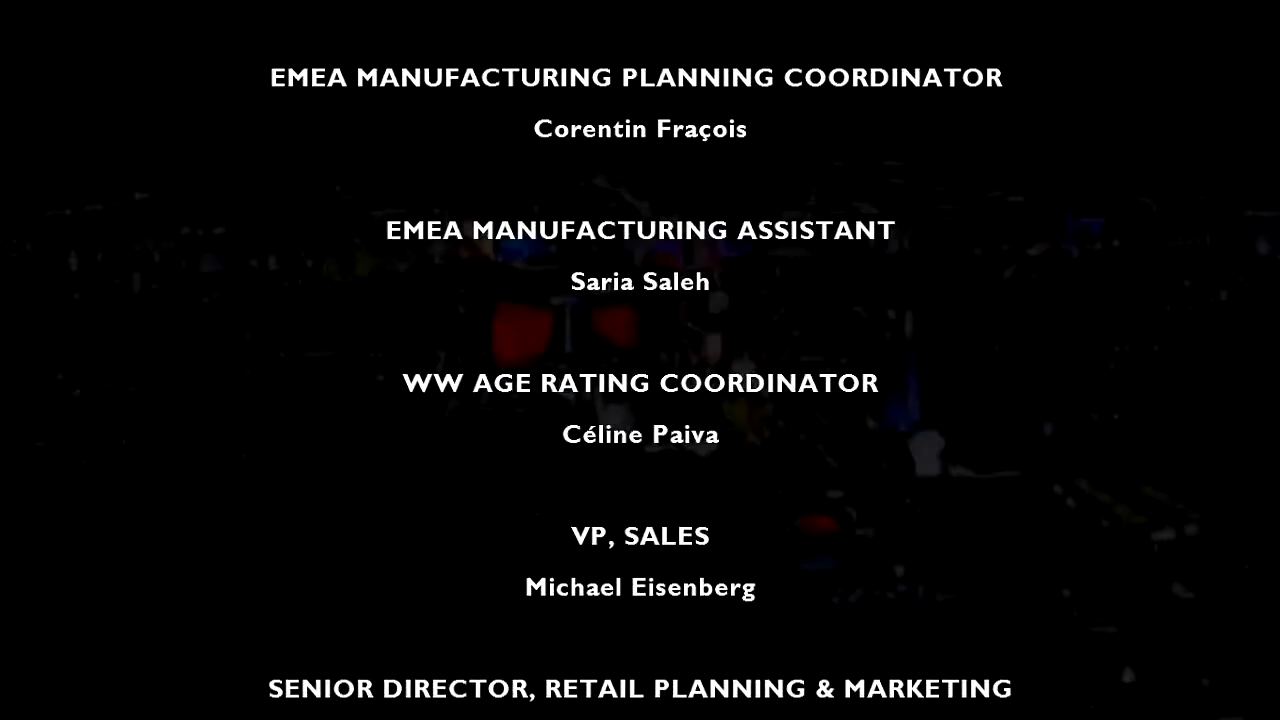 EMEA MANUFACTURING PLANNING COORDINATOR
Corentin Fraçois
EMEA MANUFACTURING ASSISTANT
Saria Saleh
WW AGE RATING COORDINATOR
Céline Paiva
VP, SALES
Michael Eisenberg
SENIOR DIRECTOR, RETAIL PLANNING & MARKETING